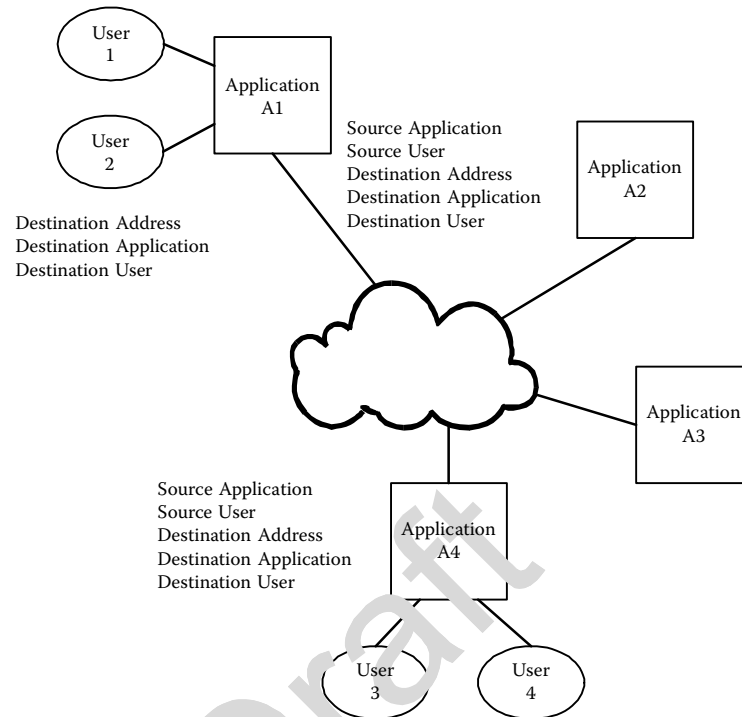 User
1
Application
A1
User
2
Source Application
Source User
Destination Address
Destination Application
Destination User
Application
A2
Destination Address
Destination Application
Destination User
Application
A3
Source Application
Source User
Destination Address
Destination Application
Destination User
Application
A4
User
3
User
4
Draft